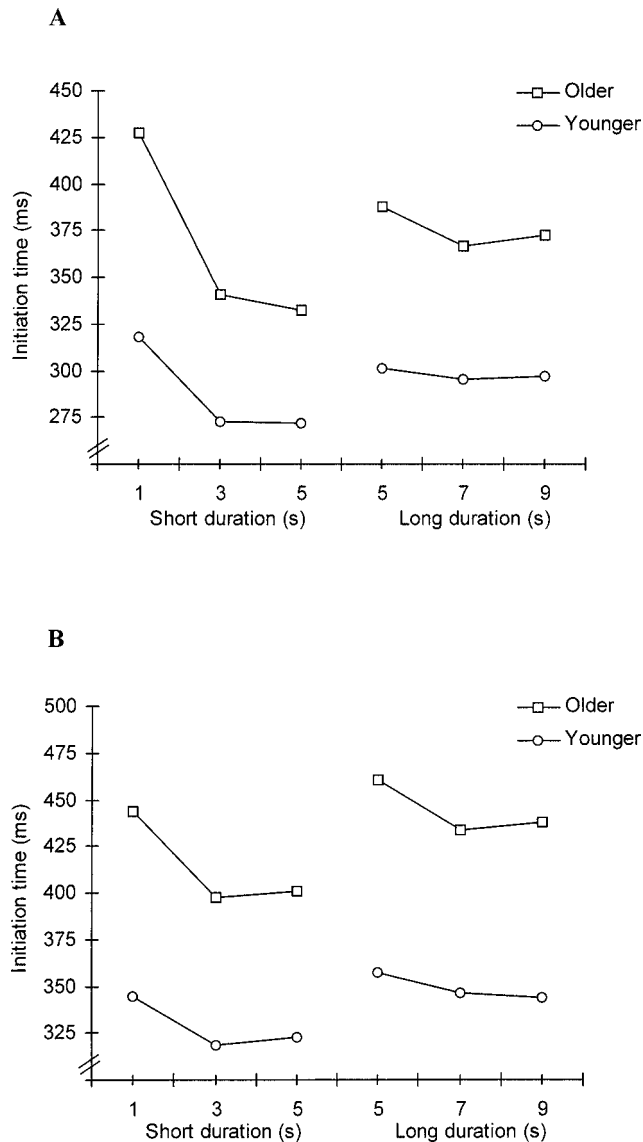 A
Older
Younger
450
425
400
375
350
325
300
275
Initiation time (ms)
1 3 5 5 7 9
Short duration (s) Long duration (s)
B
Older
Younger
500
475
450
425
400
375
350
325
Initiation time (ms)
1 3 5 5 7 9
Short duration (s) Long duration (s)